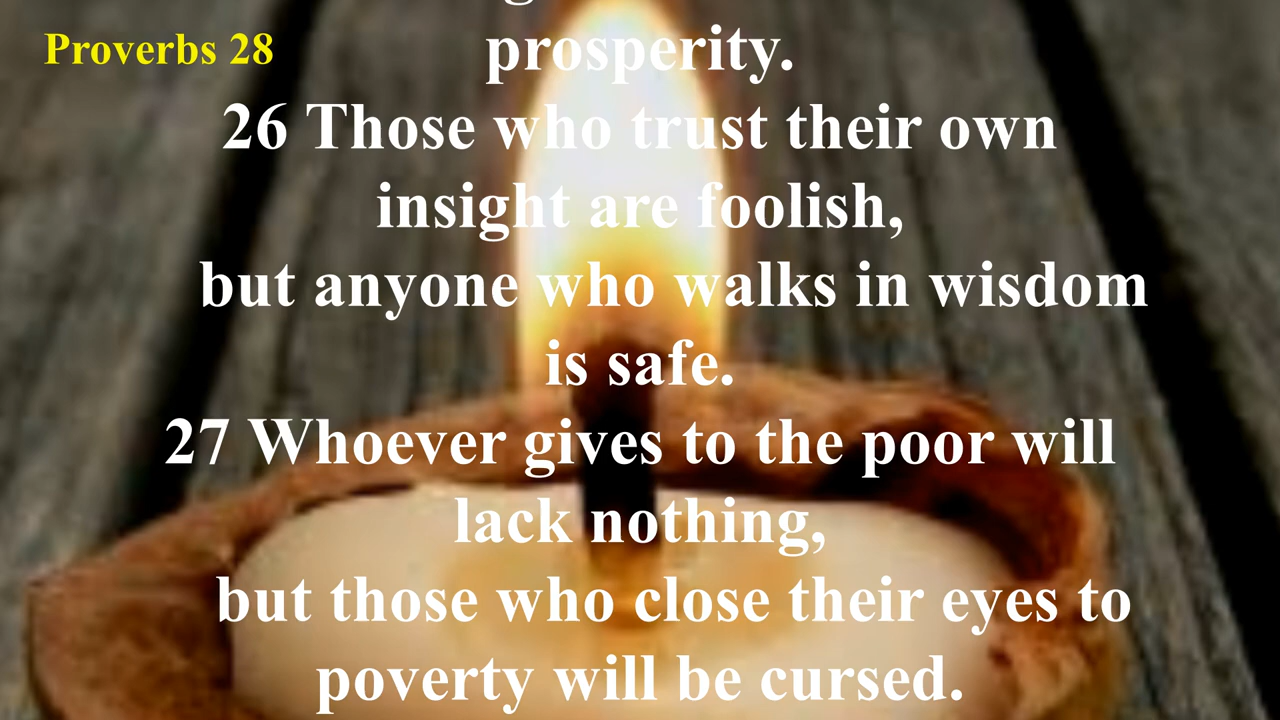 Proverbs 28
prosperity.
26 Those who trust their own
insight are foolish,
but anyone who walks in wisdom
is safe.
27 Whoever gives to the poor will
lack nothing,
but those who close their eyes to
poverty will be cursed.